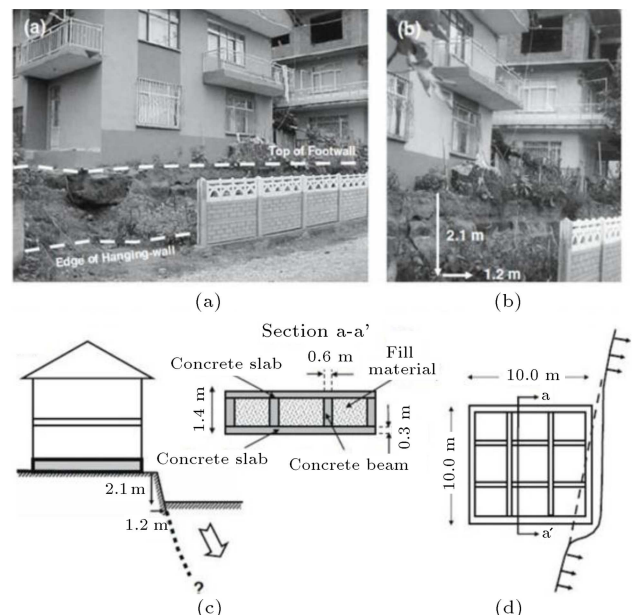 (a)
Top of Footwall
Edge of Hanging-wall
(b)
2.1 m
1.2 m
(a)
(b)
Section a-a’
0.6 m
Concrete slab
Fill
material
1.4 m
0.3 m
Concrete slab
Concrete beam
2.1 m
1.2 m
?
10.0 m
a
10.0 m
a′
(c)
(d)